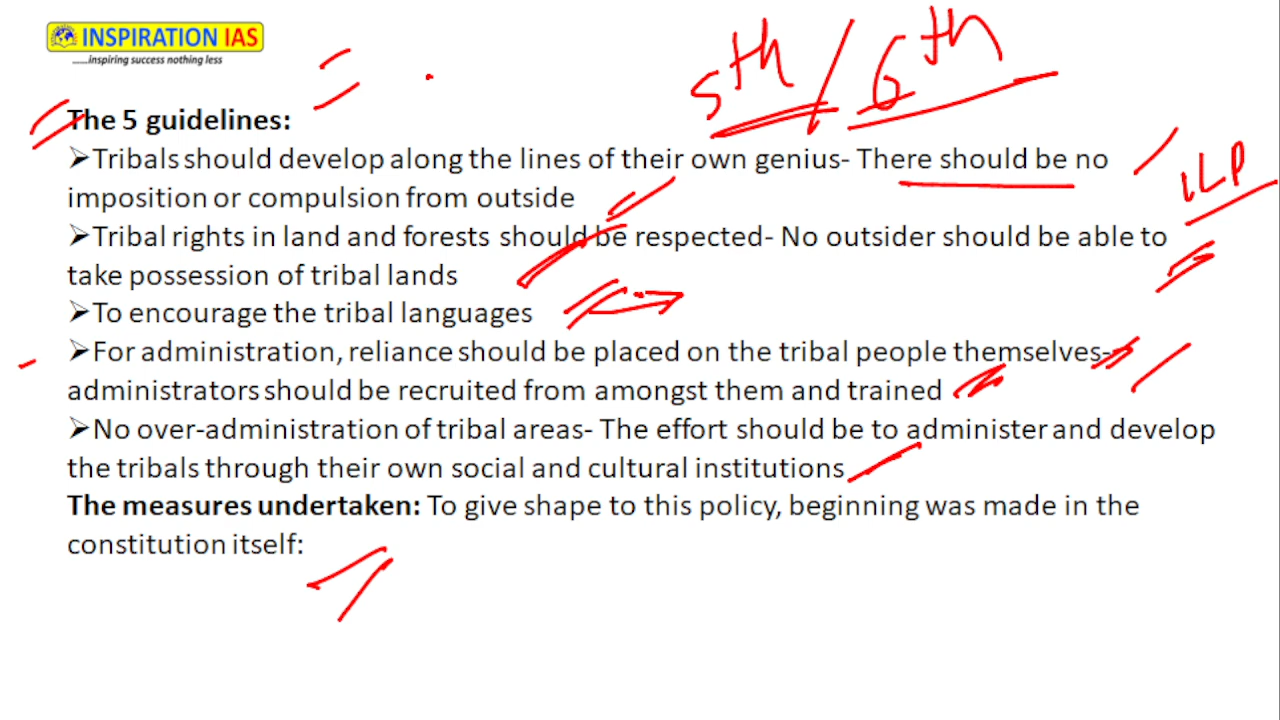 INSPIRATION IAS
......inspiring success nothing less
5th/6th
The 5 guidelines:
➢Tribals should develop along the lines of their own genius- There should be no
imposition or compulsion from outside
ILP
➢Tribal rights in land and forests should be respected- No outsider should be able to
take possession of tribal lands
➢To encourage the tribal languages
➢For administration, reliance should be placed on the tribal people themselves-
administrators should be recruited from amongst them and trained
➢No over-administration of tribal areas- The effort should be to administer and develop
the tribals through their own social and cultural institutions
The measures undertaken: To give shape to this policy, beginning was made in the
constitution itself: